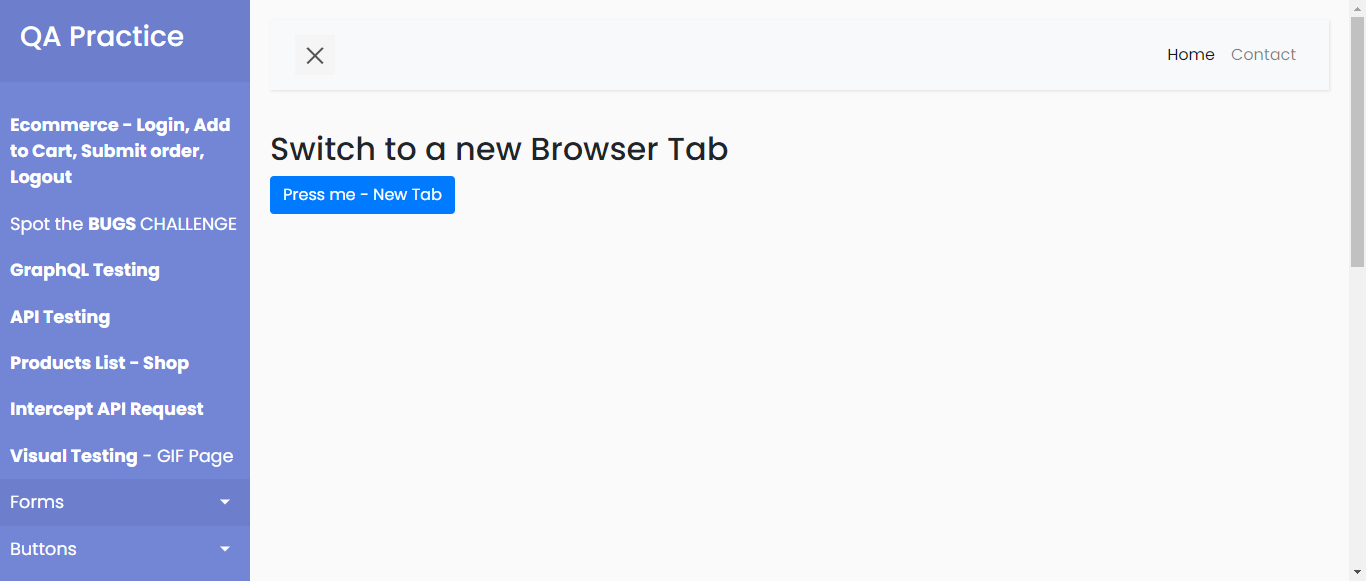 QA Practice
Ecommerce - Login, Add
to Cart, Submit order,
Logout
Spot the BUGS CHALLENGE
GraphQL Testing
API Testing
Products List - Shop
Intercept API Request
Visual Testing - GIF Page
Forms
Buttons
Home
Contact
Switch to a new Browser Tab
Press me - New Tab